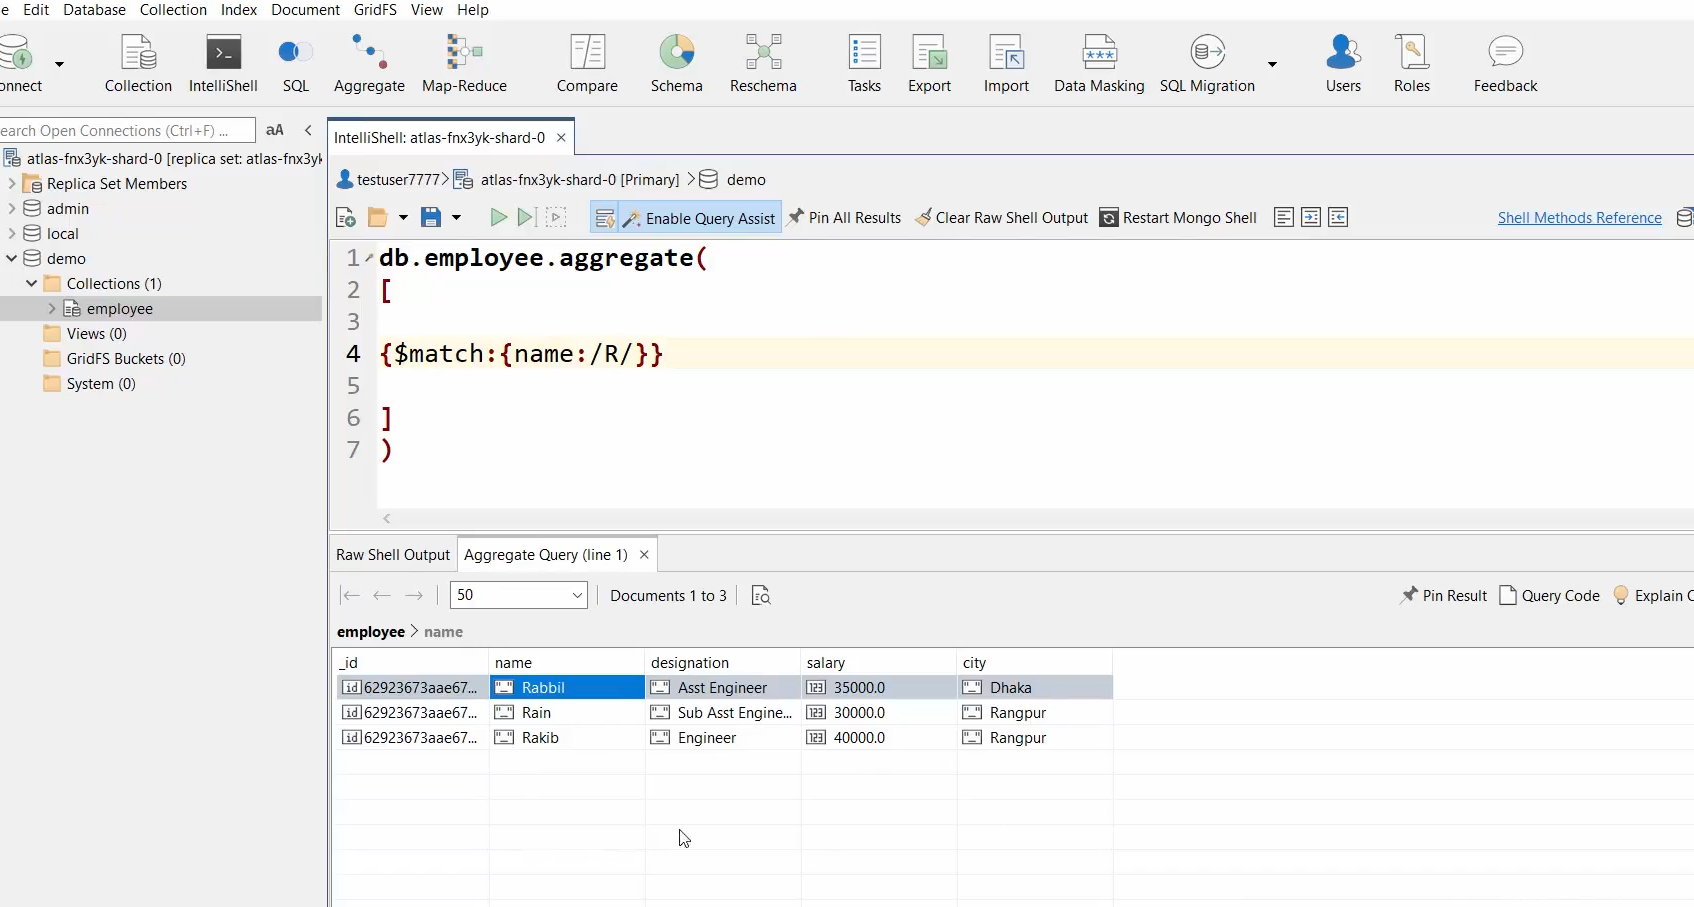 e Edit Database Collection Index Document GridFS View Help
onnect Collection IntelliShell SQL Aggregate Map-Reduce Compare Schema Reschema Tasks Export Import Data Masking SQL Migration Users Roles Feedback
earch Open Connections (Ctrl+F) ... aA
IntelliShell: atlas-fnx3yk-shard-0
atlas-fnx3yk-shard-0 [replica set: atlas-fnx3yk
Replica Set Members
admin
local
demo
Collections (1)
employee
Views (0)
GridFS Buckets (0)
System (0)
testuser7777 atlas-fnx3yk-shard-0 [Primary] demo
Enable Query Assist Pin All Results Clear Raw Shell Output Restart Mongo Shell Shell Methods Reference
1 db.employee.aggregate(
2 [
3
4 {$match:{name:/R/}}
5
6 ]
7 )
Raw Shell Output Aggregate Query (line 1)
50 Documents 1 to 3 Pin Result Query Code Explain
employee > name
_id name designation salary city
62923673aae67... Rabbil Asst Engineer 35000.0 Dhaka
62923673aae67... Rain Sub Asst Engine... 30000.0 Rangpur
62923673aae67... Rakib Engineer 40000.0 Rangpur